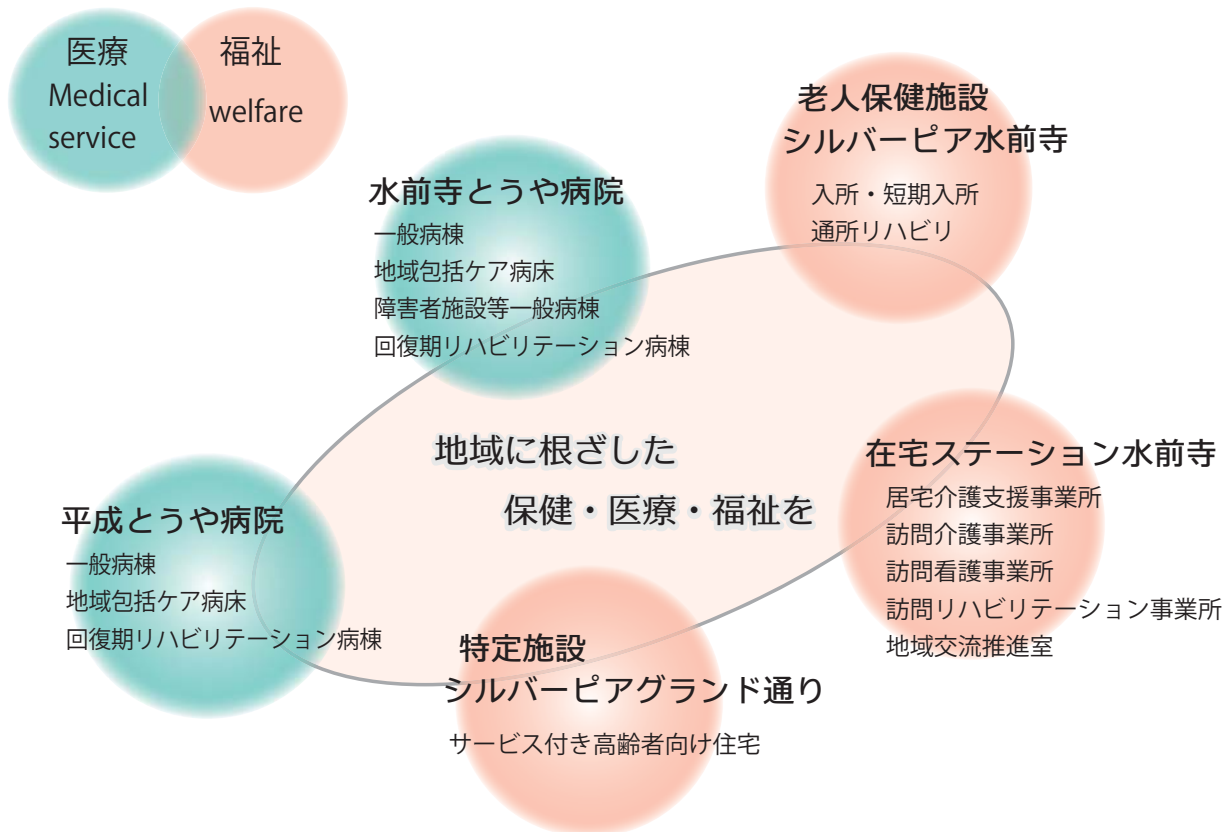 医療
Medical
service
福祉
welfare
老人保健施設
シルバーピア水前寺
入所・短期入所
通所リハビリ
水前寺とうや病院
一般病棟
地域包括ケア病床
障害者施設等一般病棟
回復期リハビリテーション病棟
地域に根ざした
保健・医療・福祉を
在宅ステーション水前寺
居宅介護支援事業所
訪問介護事業所
訪問看護事業所
訪問リハビリテーション事業所
地域交流推進室
平成とうや病院
一般病棟
地域包括ケア病床
回復期リハビリテーション病棟
特定施設
シルバーピアグランド通り
サービス付き高齢者向け住宅